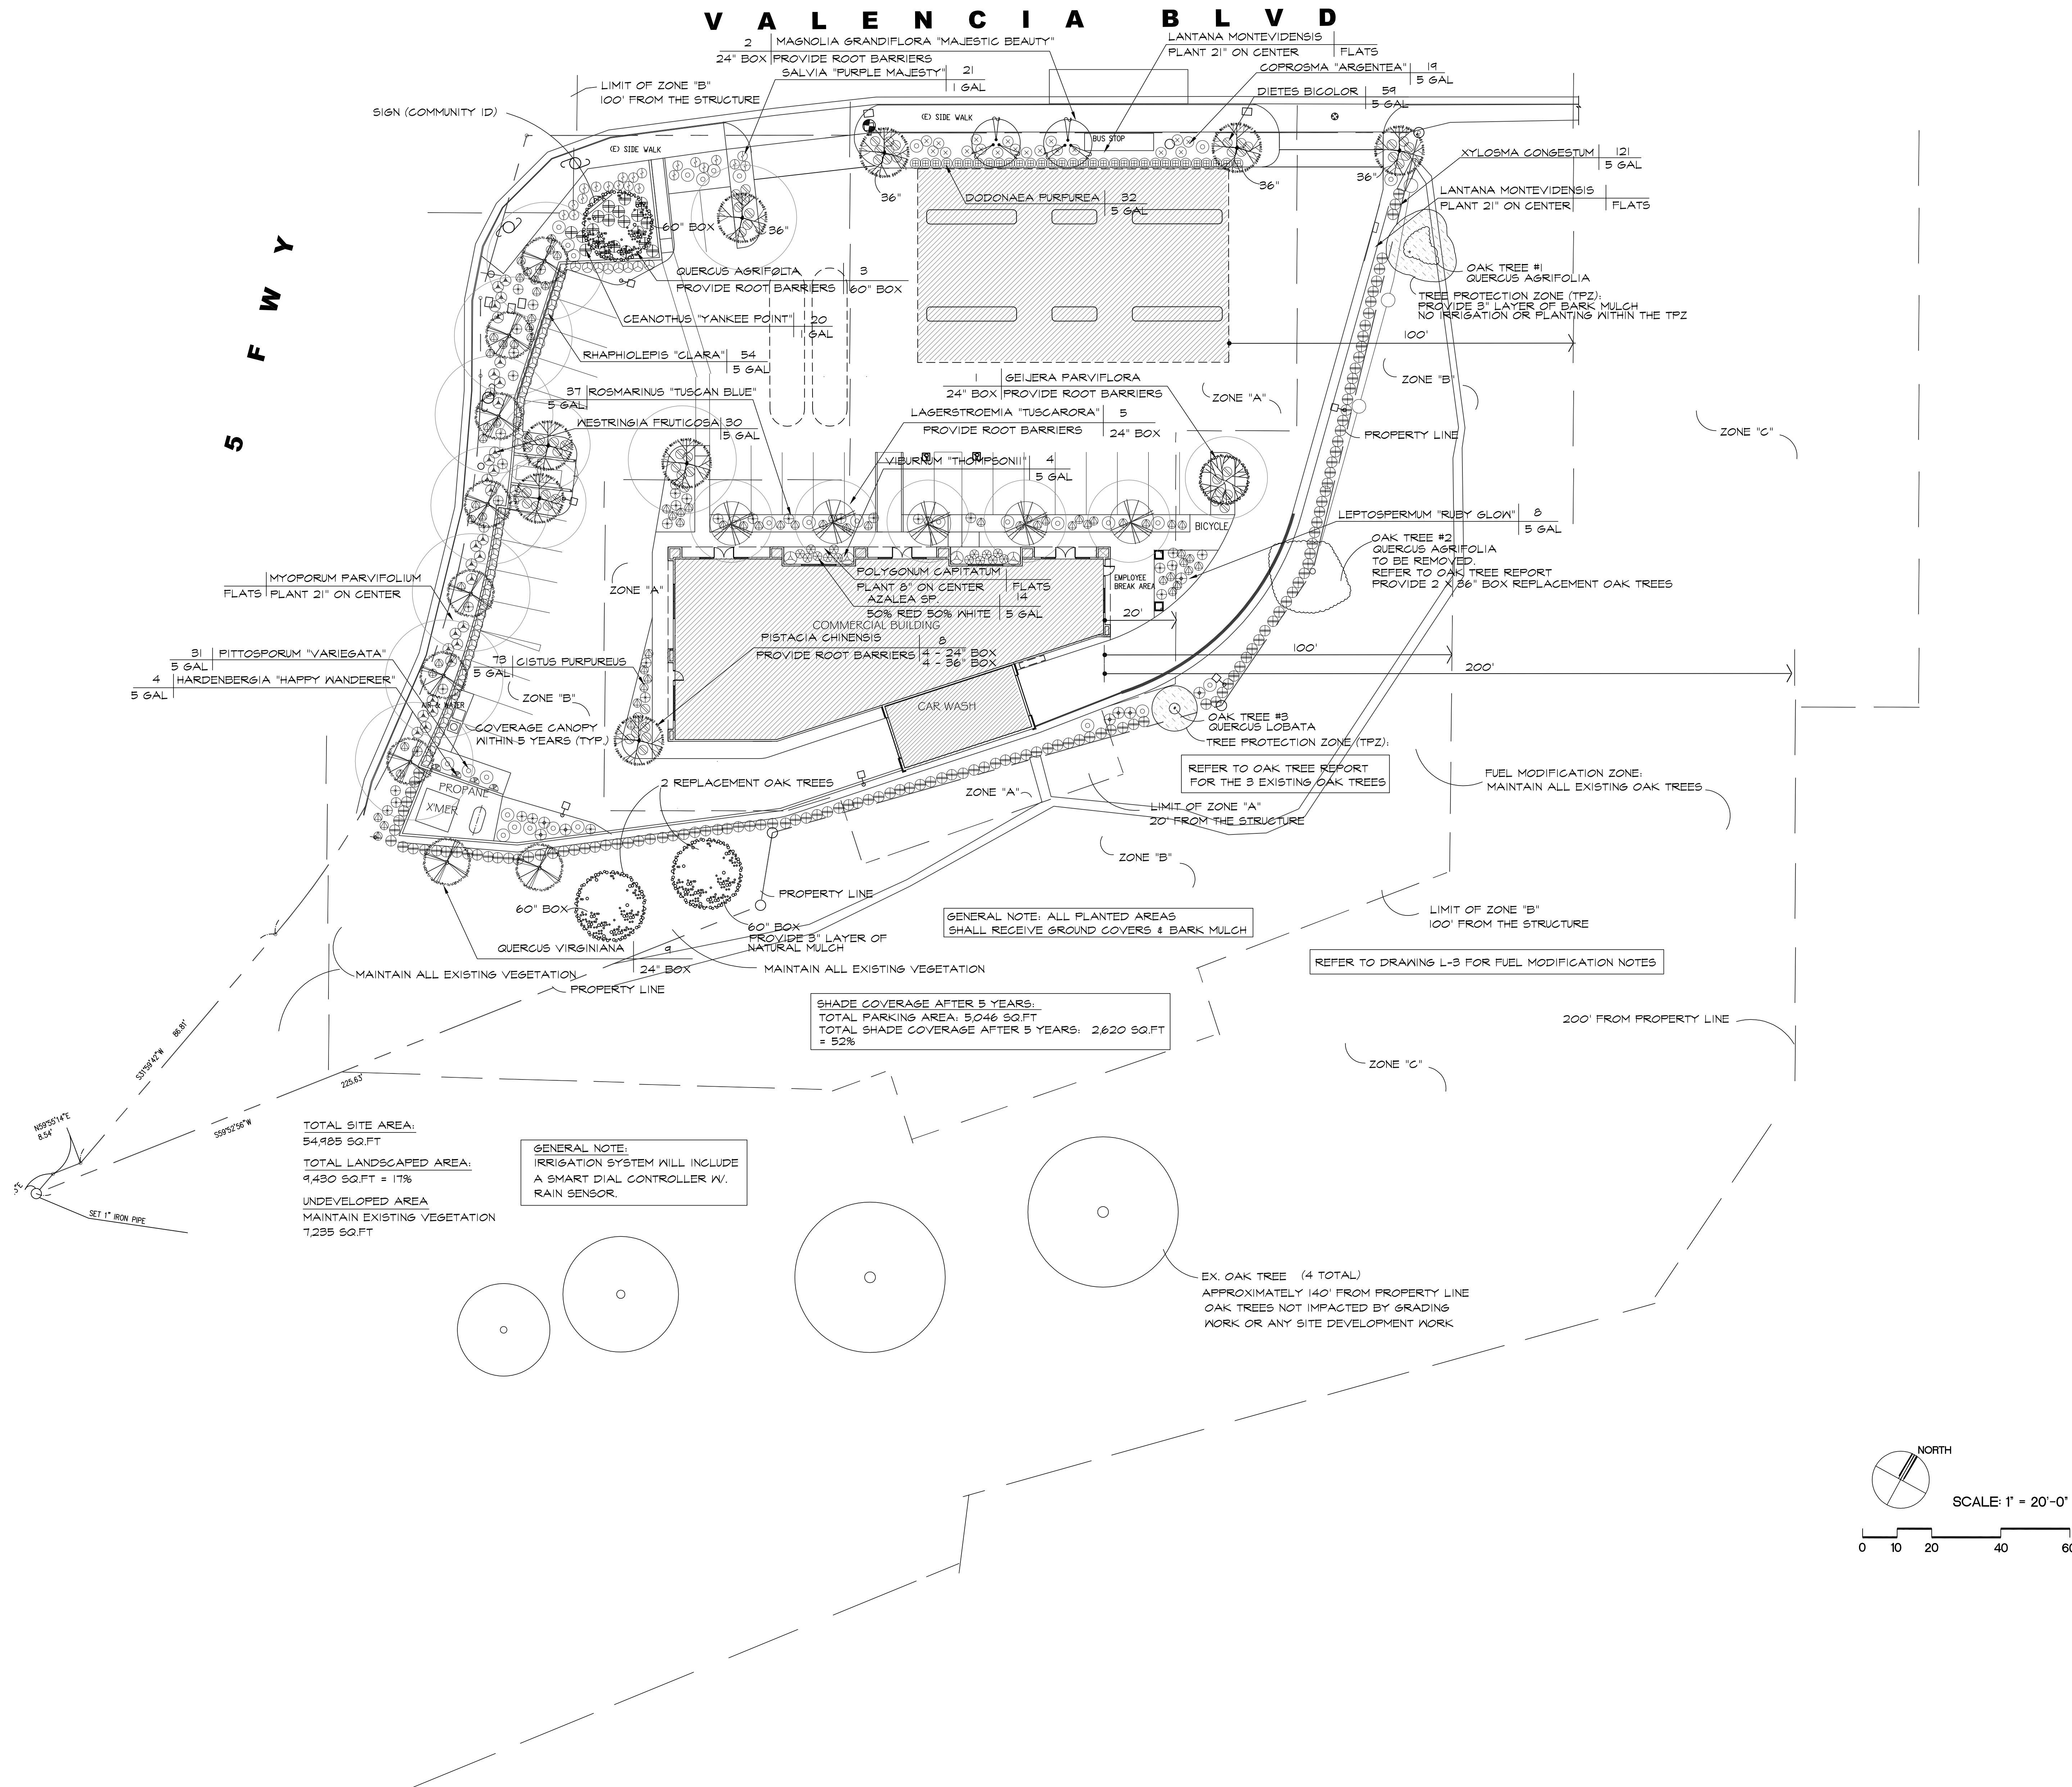 VALENCIA BLVD
2 MAGNOLIA GRANDIFLORA "MAJESTIC BEAUTY"
24" BOX PROVIDE ROOT BARRIERS
SALVIA "PURPLE MAJESTY" 21
1 GAL
LANTANA MONTEVIDENSIS
PLANT 21" ON CENTER FLATS
COPROSMA "ARGENTEA" 19
5 GAL
DIETES BICOLOR 59
5 GAL
LIMIT OF ZONE "B"
100' FROM THE STRUCTURE
SIGN (COMMUNITY ID)
(E) SIDE WALK
(E) SIDE WALK
BUS STOP
XYLOSMA CONGESTUM 121
5 GAL
LANTANA MONTEVIDENSIS
PLANT 21" ON CENTER FLATS
36"
36"
36"
DODONAEA PURPUREA 32
5 GAL
60" BOX
36"
5 FWY
QUERCUS AGRIFOLIA 3
PROVIDE ROOT BARRIERS 60" BOX
OAK TREE #1
QUERCUS AGRIFOLIA
TREE PROTECTION ZONE (TPZ):
PROVIDE 3" LAYER OF BARK MULCH
NO IRRIGATION OR PLANTING WITHIN THE TPZ
CEANOTHUS "YANKEE POINT" 20
1 GAL
100'
RHAPHIOLEPIS "CLARA" 54
5 GAL
1 GEIJERA PARVIFLORA
24" BOX PROVIDE ROOT BARRIERS
ZONE "B"
37 ROSMARINUS "TUSCAN BLUE"
5 GAL
ZONE "A"
LAGERSTROEMIA "TUSCARORA" 5
PROVIDE ROOT BARRIERS 24" BOX
WESTRINGIA FRUTICOSA 30
5 GAL
PROPERTY LINE
ZONE "C"
VIBURNUM "THOMPSONII" 4
5 GAL
BICYCLE
LEPTOSPERMUM "RUBY GLOW" 8
5 GAL
OAK TREE #2
QUERCUS AGRIFOLIA
TO BE REMOVED.
REFER TO OAK TREE REPORT
PROVIDE 2 X 36" BOX REPLACEMENT OAK TREES
MYOPORUM PARVIFOLIUM
FLATS PLANT 21" ON CENTER
ZONE "A"
POLYGONUM CAPITATUM
PLANT 8" ON CENTER FLATS
AZALEA SP. 14
50% RED 50% WHITE 5 GAL
EMPLOYEE
BREAK AREA
20'
COMMERCIAL BUILDING
PISTACIA CHINENSIS 8
PROVIDE ROOT BARRIERS 4 - 24" BOX
4 - 36" BOX
100'
200'
31 PITTOSPORUM "VARIEGATA"
5 GAL
73 CISTUS PURPUREUS
5 GAL
4 HARDENBERGIA "HAPPY WANDERER"
5 GAL
ZONE "B"
AIR & WATER
COVERAGE CANOPY
WITHIN 5 YEARS (TYP.)
CAR WASH
OAK TREE #3
QUERCUS LOBATA
TREE PROTECTION ZONE (TPZ):
REFER TO OAK TREE REPORT
FOR THE 3 EXISTING OAK TREES
FUEL MODIFICATION ZONE:
MAINTAIN ALL EXISTING OAK TREES
PROPANE
X'MER
2 REPLACEMENT OAK TREES
ZONE "A"
LIMIT OF ZONE "A"
20' FROM THE STRUCTURE
ZONE "B"
PROPERTY LINE
60" BOX
60" BOX
PROVIDE 3" LAYER OF
NATURAL MULCH
GENERAL NOTE: ALL PLANTED AREAS
SHALL RECEIVE GROUND COVERS & BARK MULCH
LIMIT OF ZONE "B"
100' FROM THE STRUCTURE
QUERCUS VIRGINIANA 9
24" BOX
MAINTAIN ALL EXISTING VEGETATION
MAINTAIN ALL EXISTING VEGETATION
PROPERTY LINE
REFER TO DRAWING L-3 FOR FUEL MODIFICATION NOTES
SHADE COVERAGE AFTER 5 YEARS:
TOTAL PARKING AREA: 5,046 SQ.FT
TOTAL SHADE COVERAGE AFTER 5 YEARS: 2,620 SQ.FT
= 52%
200' FROM PROPERTY LINE
ZONE "C"
S31°59'42"W 86.81'
225.63'
S59°52'56"W
N59°55'14"E
8.54'
SET 1" IRON PIPE
TOTAL SITE AREA:
54,985 SQ.FT
TOTAL LANDSCAPED AREA:
9,430 SQ.FT = 17%
UNDEVELOPED AREA
MAINTAIN EXISTING VEGETATION
7,235 SQ.FT
GENERAL NOTE:
IRRIGATION SYSTEM WILL INCLUDE
A SMART DIAL CONTROLLER W/.
RAIN SENSOR.
EX. OAK TREE (4 TOTAL)
APPROXIMATELY 140' FROM PROPERTY LINE
OAK TREES NOT IMPACTED BY GRADING
WORK OR ANY SITE DEVELOPMENT WORK
NORTH
SCALE: 1" = 20'-0"
0 10 20 40